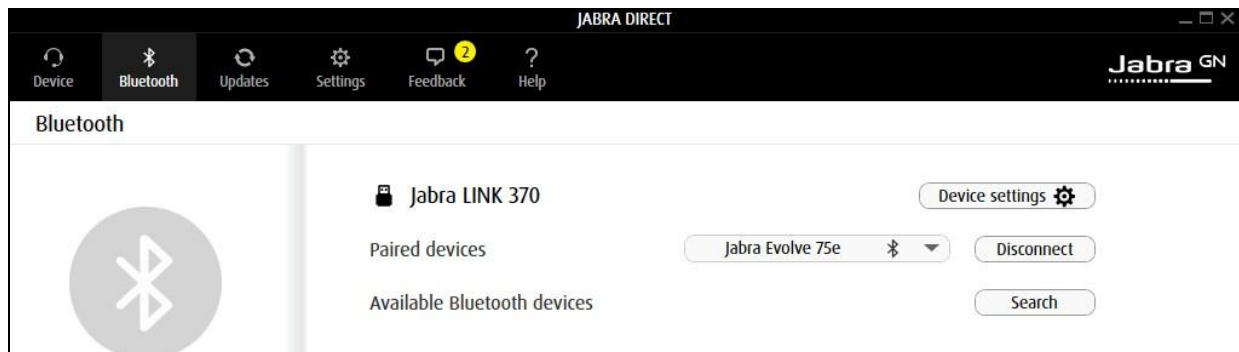 JABRA DIRECT
Device Bluetooth Updates Settings Feedback 2 Help
Jabra GN
Bluetooth
Jabra LINK 370 Device settings
Paired devices Jabra Evolve 75e Disconnect
Available Bluetooth devices Search